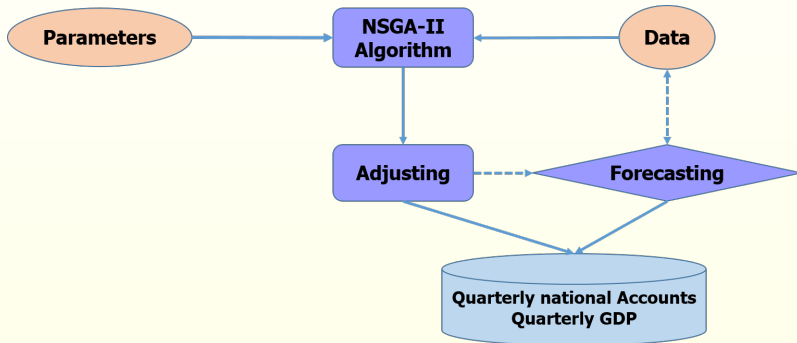 Parameters
NSGA-II
Algorithm
Data
Adjusting
Forecasting
Quarterly national Accounts
Quarterly GDP